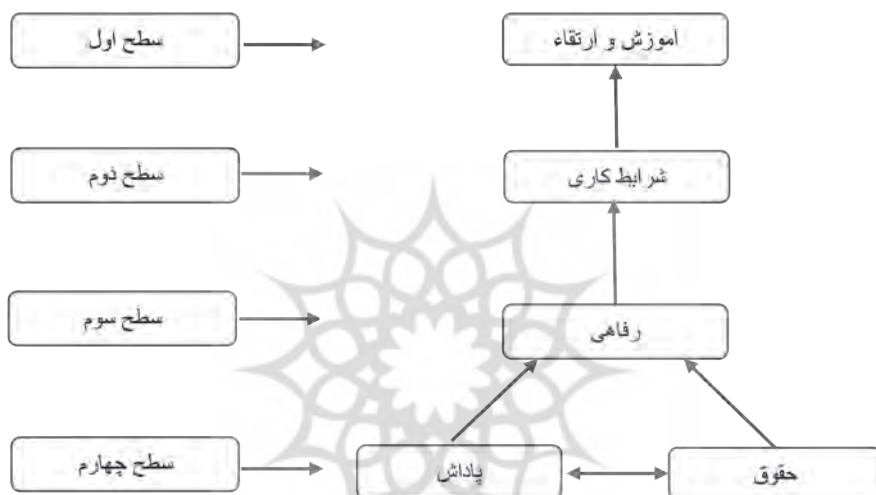 سطح اول
آموزش و ارتقاء
سطح دوم
شرایط کاری
سطح سوم
رفاهی
سطح چهارم
پاداش
حقوق